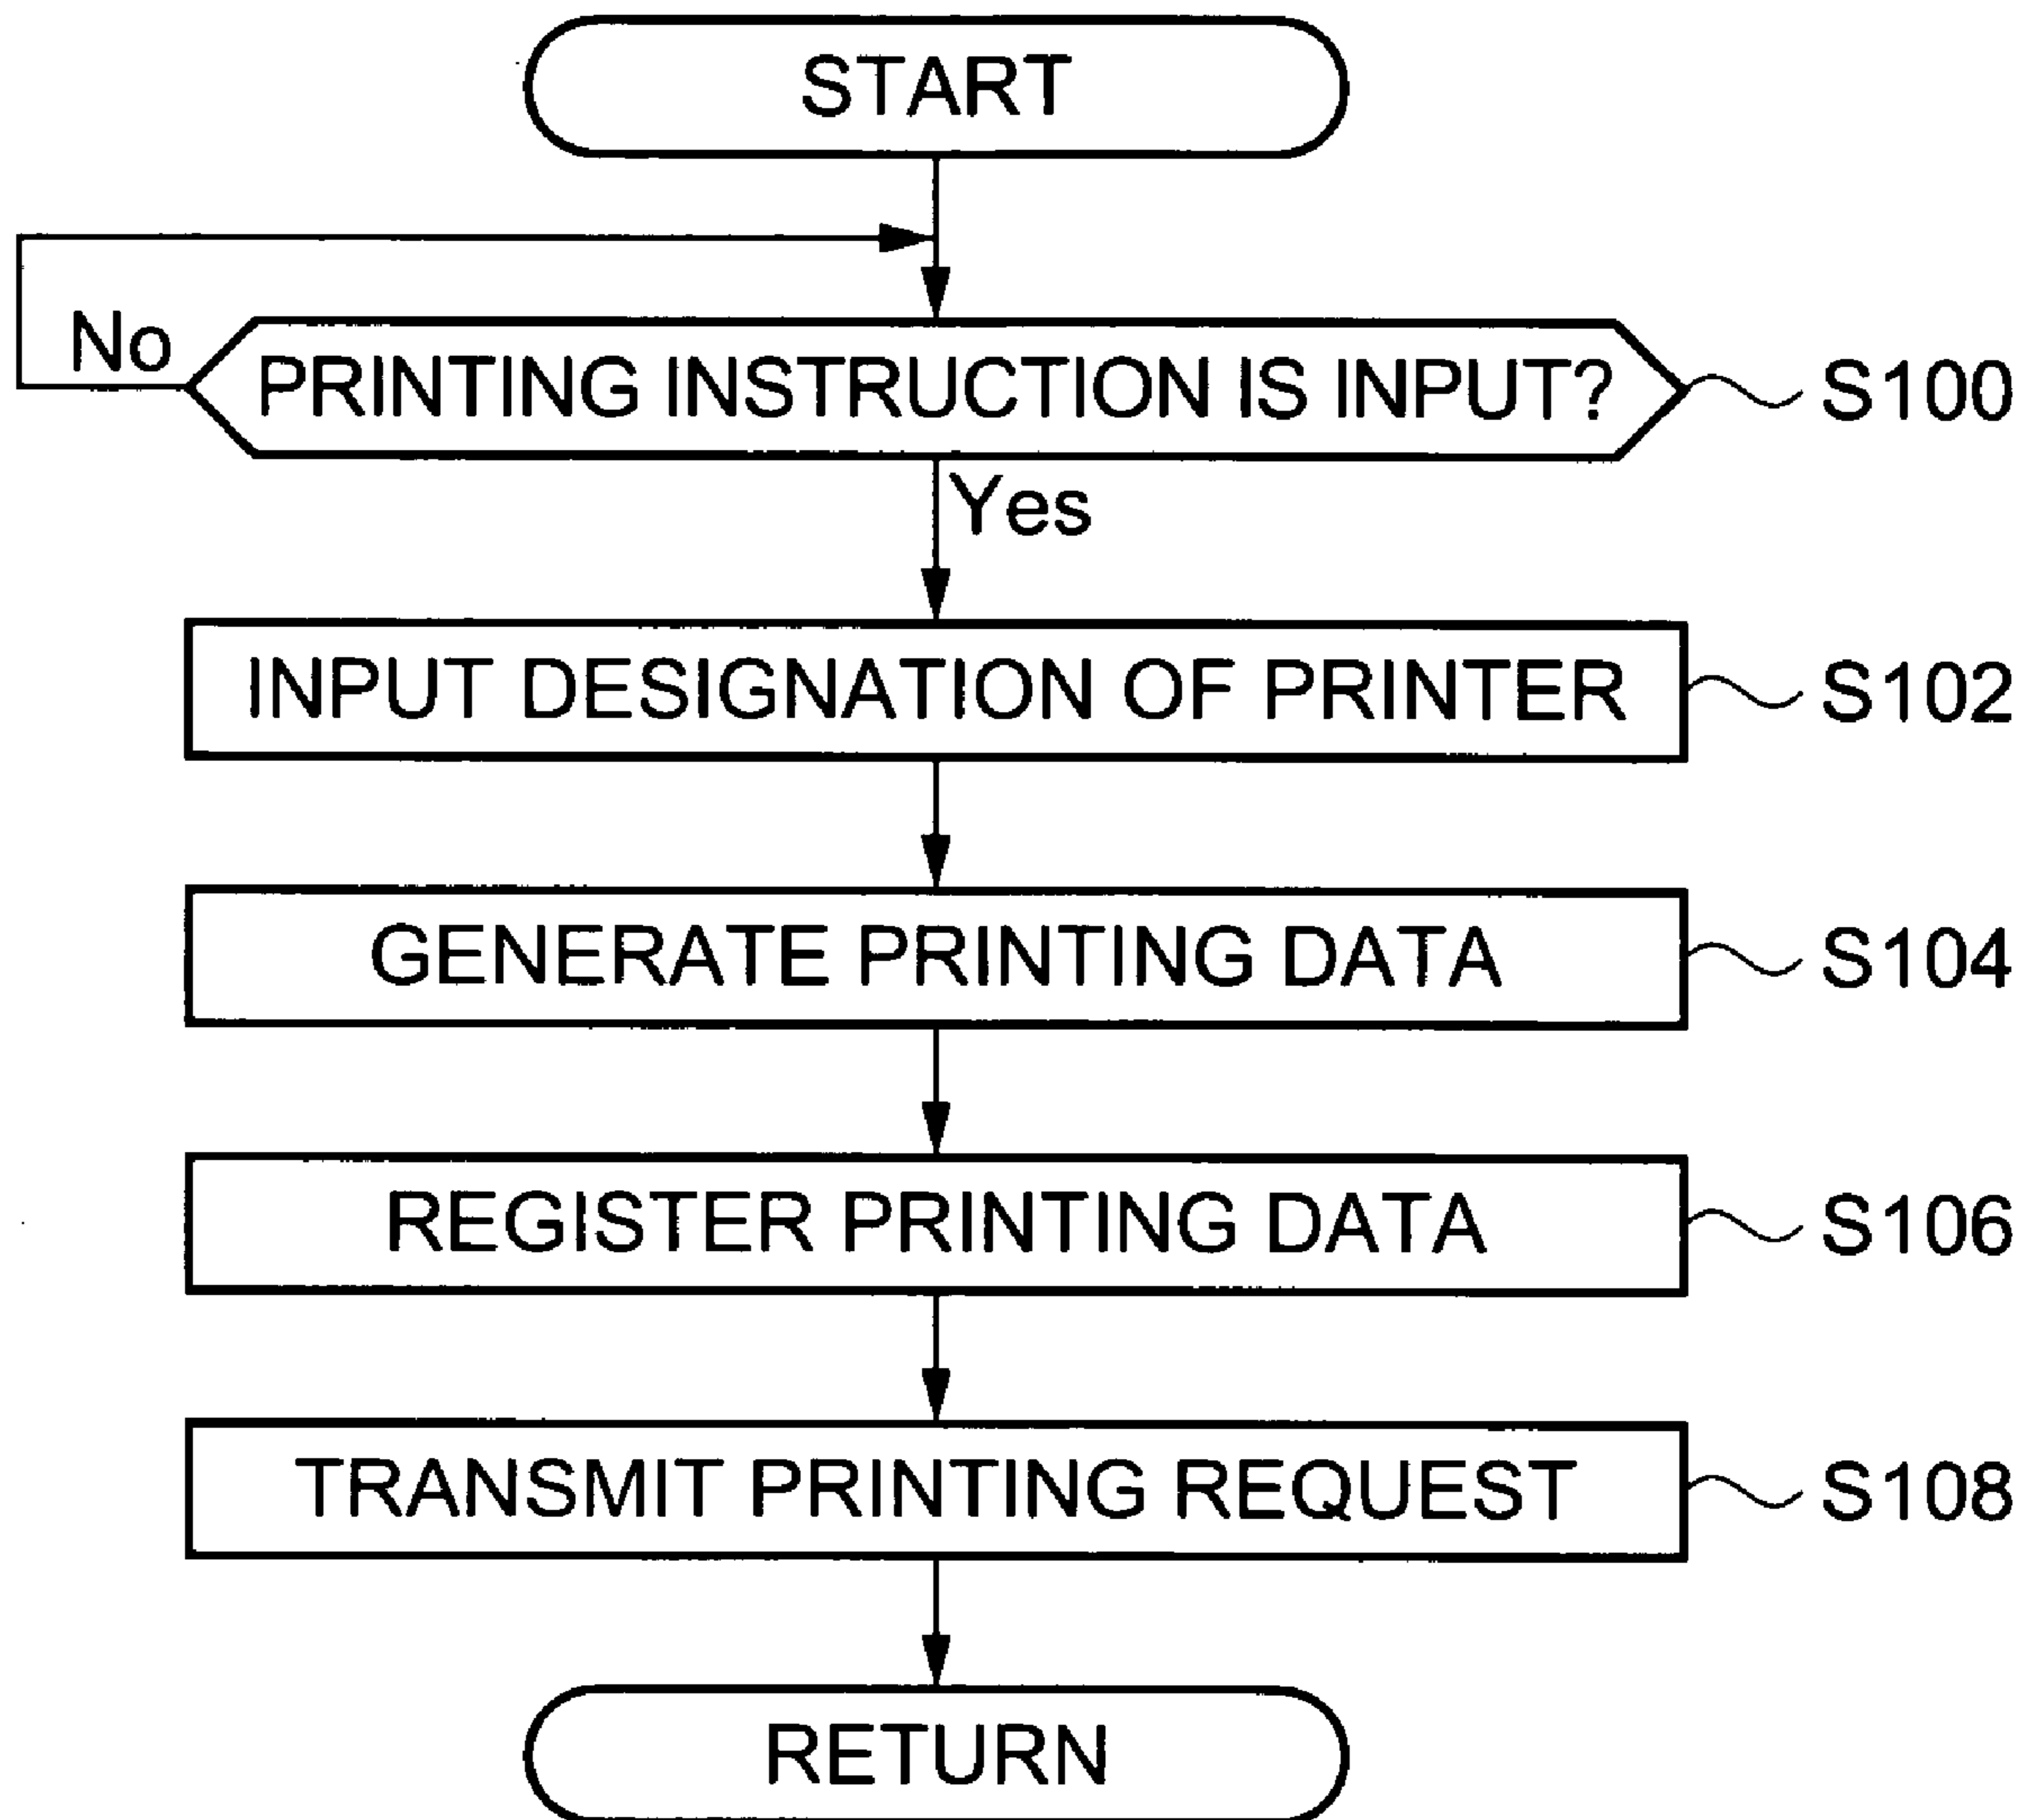 START
No
PRINTING INSTRUCTION IS INPUT?
S100
Yes
INPUT DESIGNATION OF PRINTER
S102
GENERATE PRINTING DATA
S104
REGISTER PRINTING DATA
S106
TRANSMIT PRINTING REQUEST
S108
RETURN